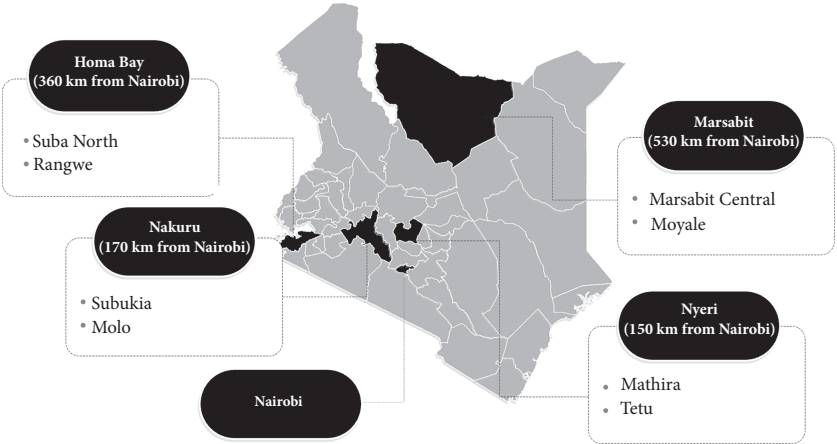 Homa Bay
(360 km from Nairobi)
• Suba North
• Rangwe
Marsabit
(530 km from Nairobi)
• Marsabit Central
• Moyale
Nakuru
(170 km from Nairobi)
• Subukia
• Molo
Nyeri
(150 km from Nairobi)
• Mathira
• Tetu
Nairobi